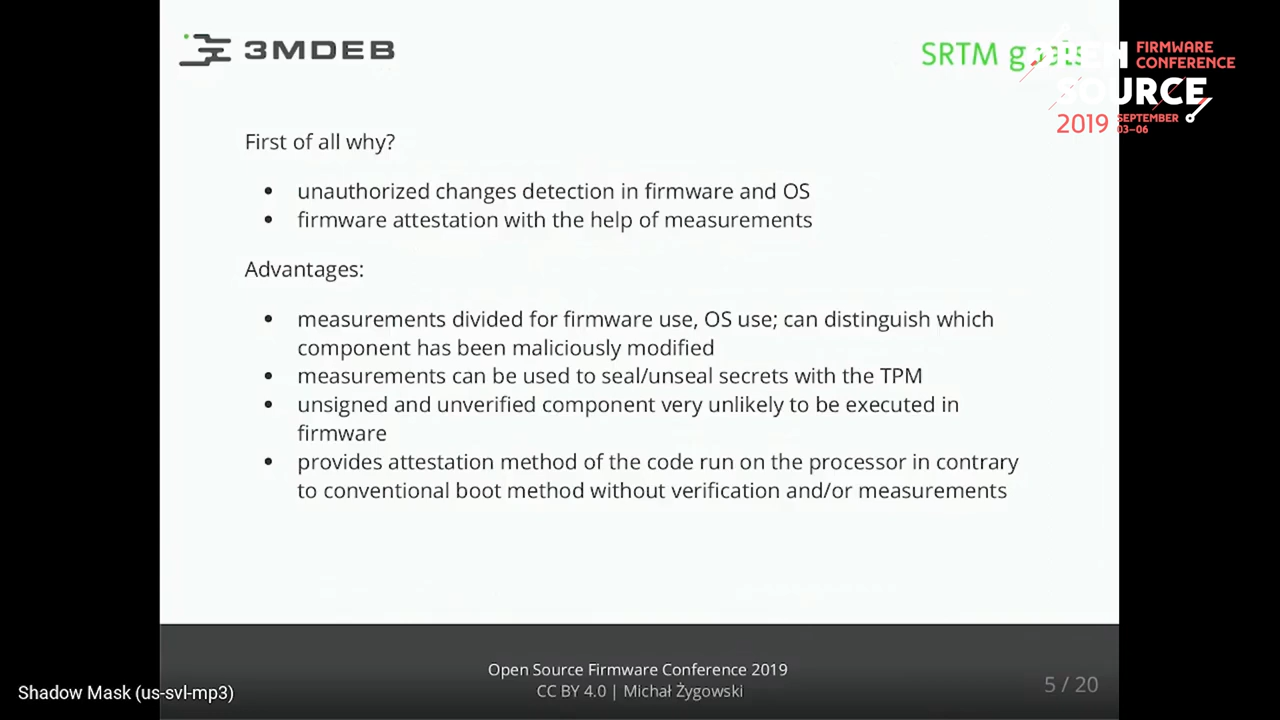 3MDEB
SRTM goals
OPEN
SOURCE
FIRMWARE
CONFERENCE
2019
SEPTEMBER
03–06
First of all why?
• unauthorized changes detection in firmware and OS
• firmware attestation with the help of measurements
Advantages:
• measurements divided for firmware use, OS use; can distinguish which
component has been maliciously modified
• measurements can be used to seal/unseal secrets with the TPM
• unsigned and unverified component very unlikely to be executed in
firmware
• provides attestation method of the code run on the processor in contrary
to conventional boot method without verification and/or measurements
Open Source Firmware Conference 2019
CC BY 4.0 | Michał Żygowski
5 / 20
Shadow Mask (us-svl-mp3)